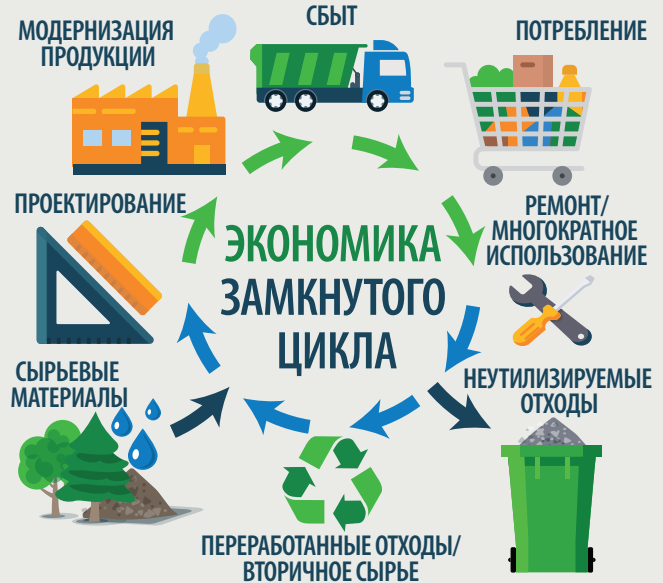 СБЫТ
МОДЕРНИЗАЦИЯ
ПРОДУКЦИИ
ПОТРЕБЛЕНИЕ
ПРОЕКТИРОВАНИЕ
РЕМОНТ/
МНОГОКРАТНОЕ
ИСПОЛЬЗОВАНИЕ
ЭКОНОМИКА
ЗАМКНУТОГО
ЦИКЛА
СЫРЬЕВЫЕ
МАТЕРИАЛЫ
НЕУТИЛИЗИРУЕМЫЕ
ОТХОДЫ
ПЕРЕРАБОТАННЫЕ ОТХОДЫ/
ВТОРИЧНОЕ СЫРЬЕ